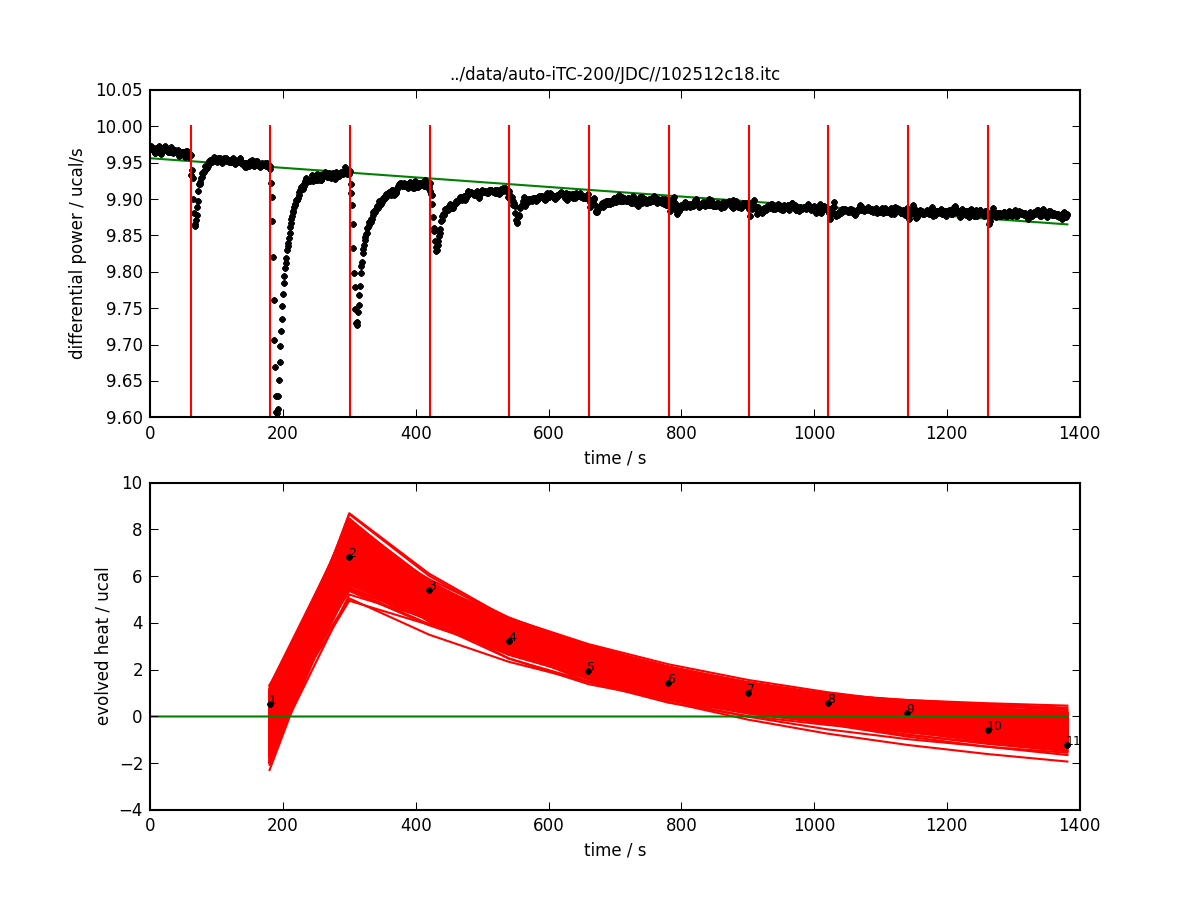 ../data/auto-iTC-200/JDC//102512c18.itc
differential power / ucal/s
10.05
10.00
9.95
9.90
9.85
9.80
9.75
9.70
9.65
9.60
0 200 400 600 800 1000 1200 1400
time / s
evolved heat / ucal
10
8
6
4
2
0
−2
−4
1 2 3 4 5 6 7 8 9 10 11
0 200 400 600 800 1000 1200 1400
time / s